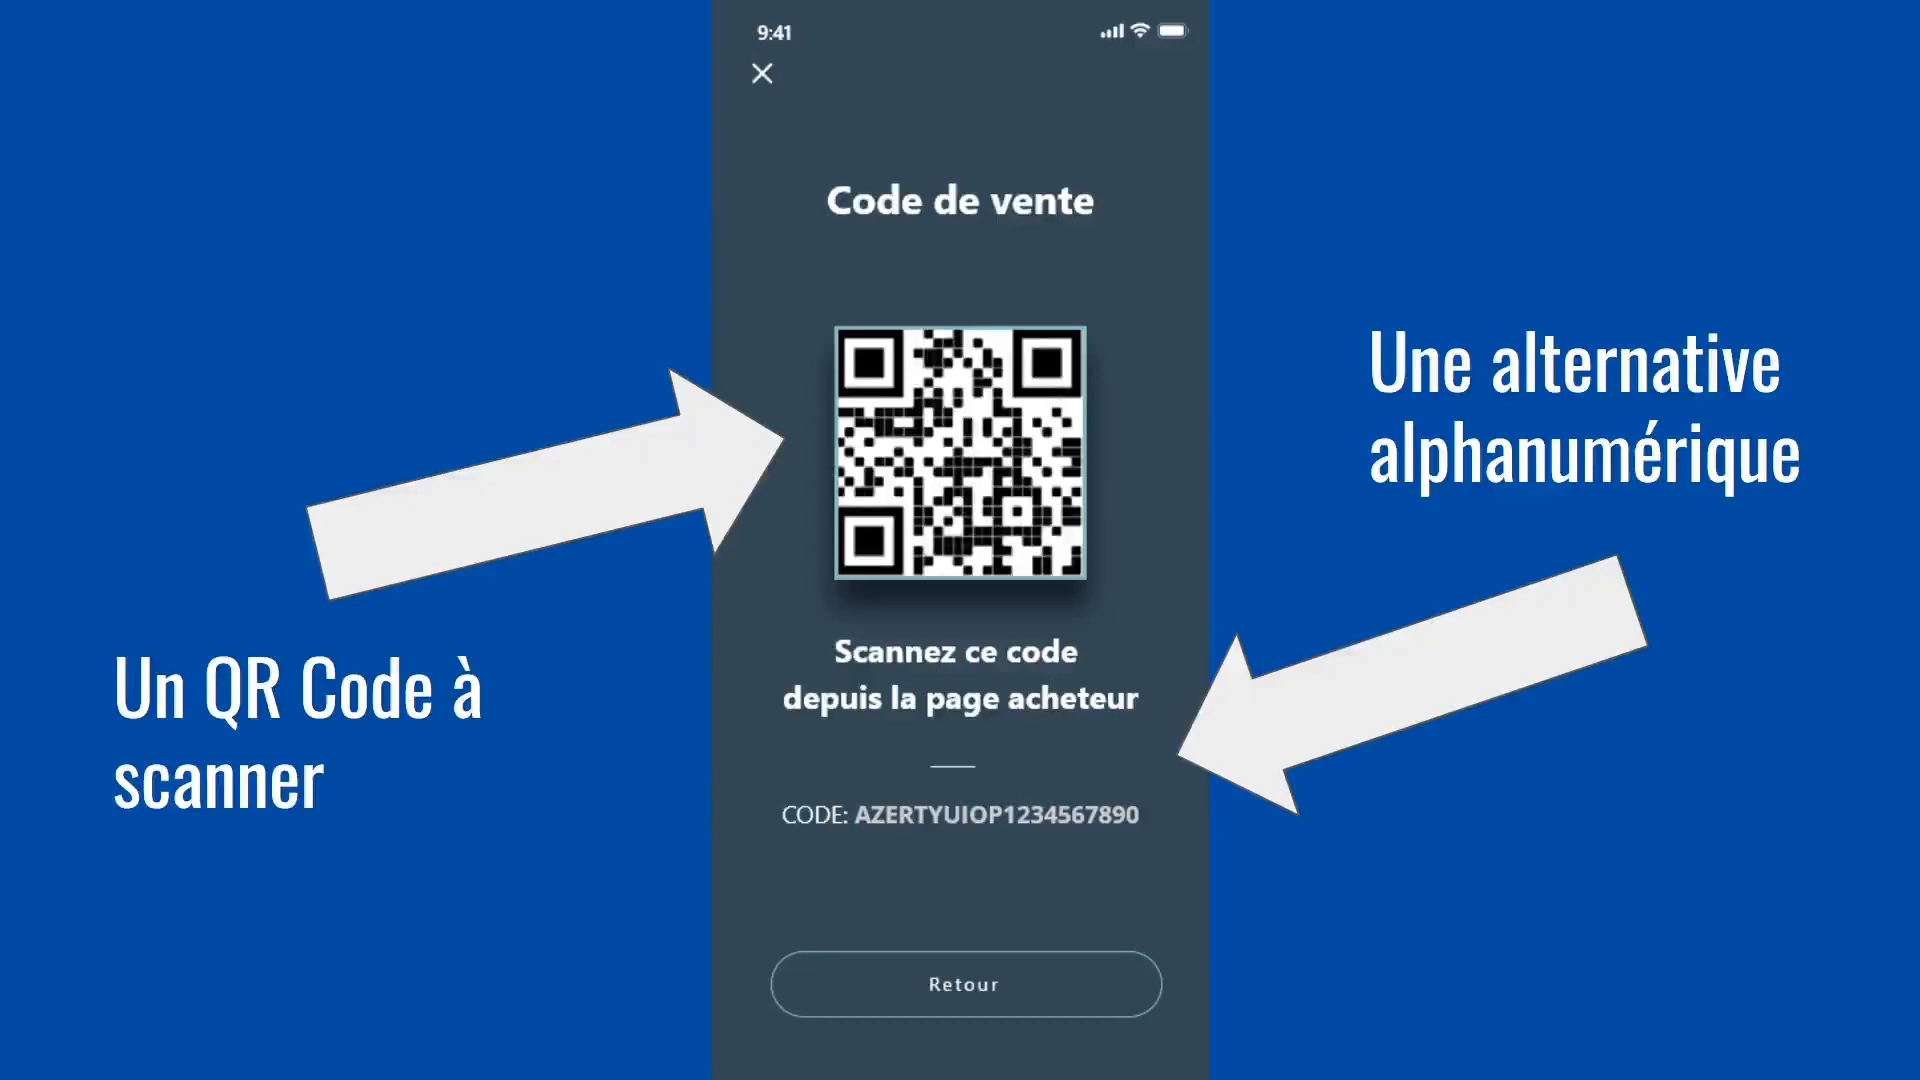 9:41
Code de vente
Un QR Code à
scanner
Une alternative
alphanumérique
Scannez ce code
depuis la page acheteur
CODE: AZERTYUIOP1234567890
Retour